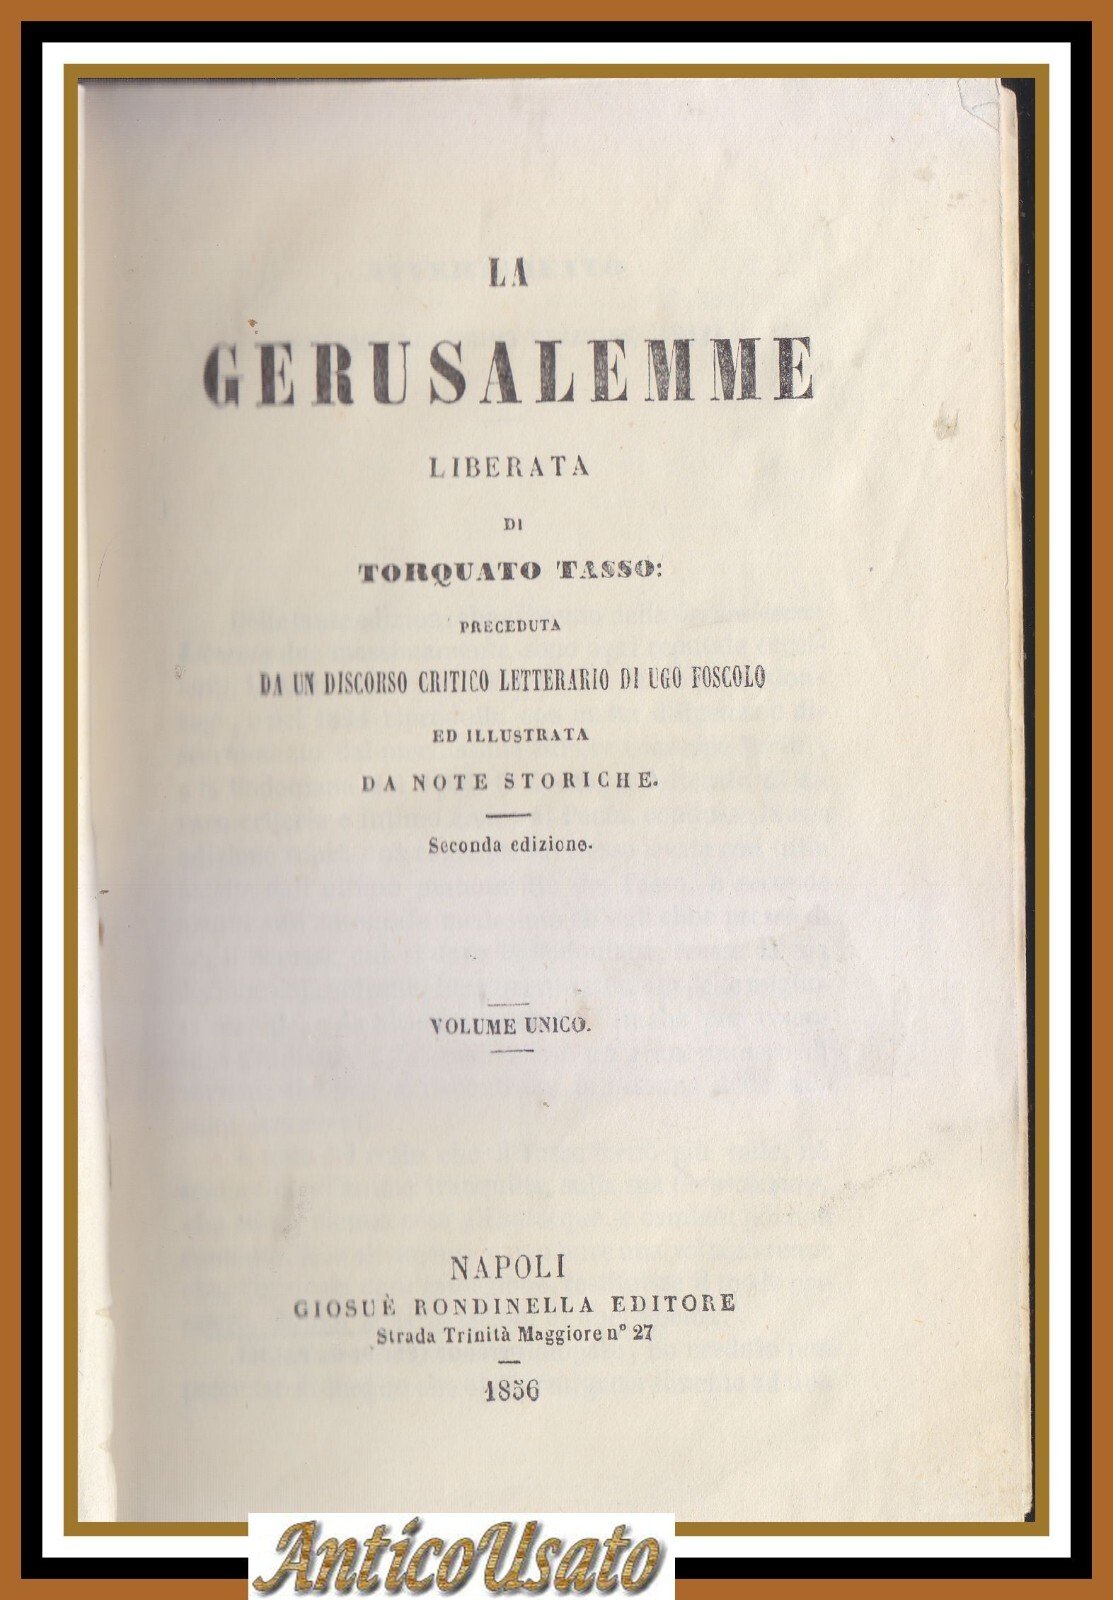 LA
GERUSALEMME
LIBERATA
DI
TORQUATO TASSO:
PRECEDUTA
DA UN DISCORSO CRITICO LETTERARIO DI UGO FOSCOLO
ED ILLUSTRATA
DA NOTE STORICHE.
Seconda edizione.
VOLUME UNICO.
NAPOLI
GIOSUÈ RONDINELLA EDITORE
Strada Trinità Maggiore n° 27
1856
AnticoUsato